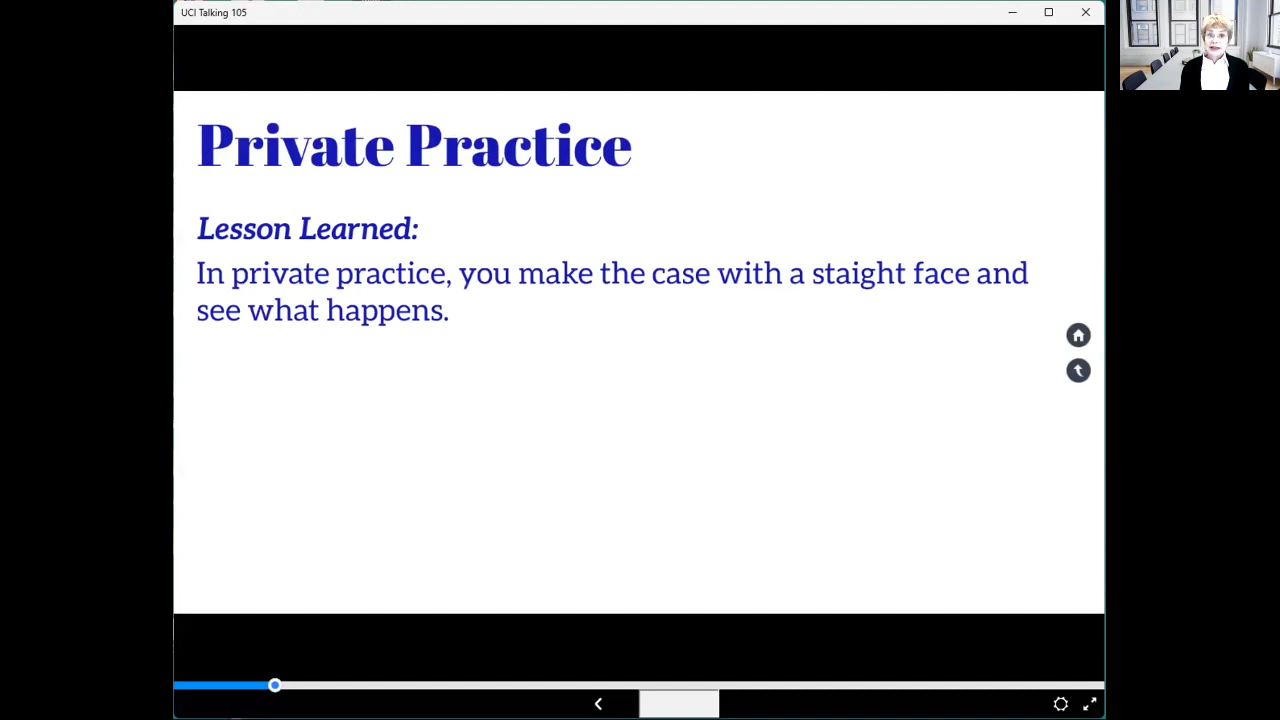 UCI Talking 105
Private Practice
Lesson Learned:
In private practice, you make the case with a staight face and
see what happens.